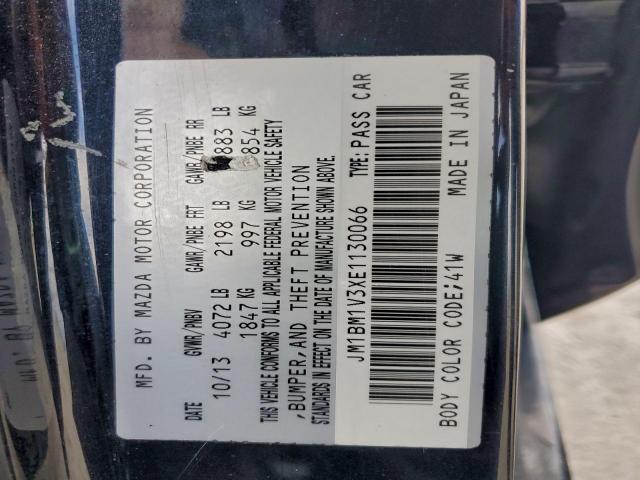 MFD. BY MAZDA MOTOR CORPORATION
DATE GVWR/PNBV GAWR/PNBE FRT GAWR/PNBE RR
10/13 4072 LB 2198 LB 883 LB
1847 KG 997 KG 854 KG
THIS VEHICLE CONFORMS TO ALL APPLICABLE FEDERAL MOTOR VEHICLE SAFETY
,BUMPER,AND THEFT PREVENTION
STANDARDS IN EFFECT ON THE DATE OF MANUFACTURE SHOWN ABOVE.
JM1BM1V3XE1130066 TYPE:PASS CAR
BODY COLOR CODE;41W MADE IN JAPAN